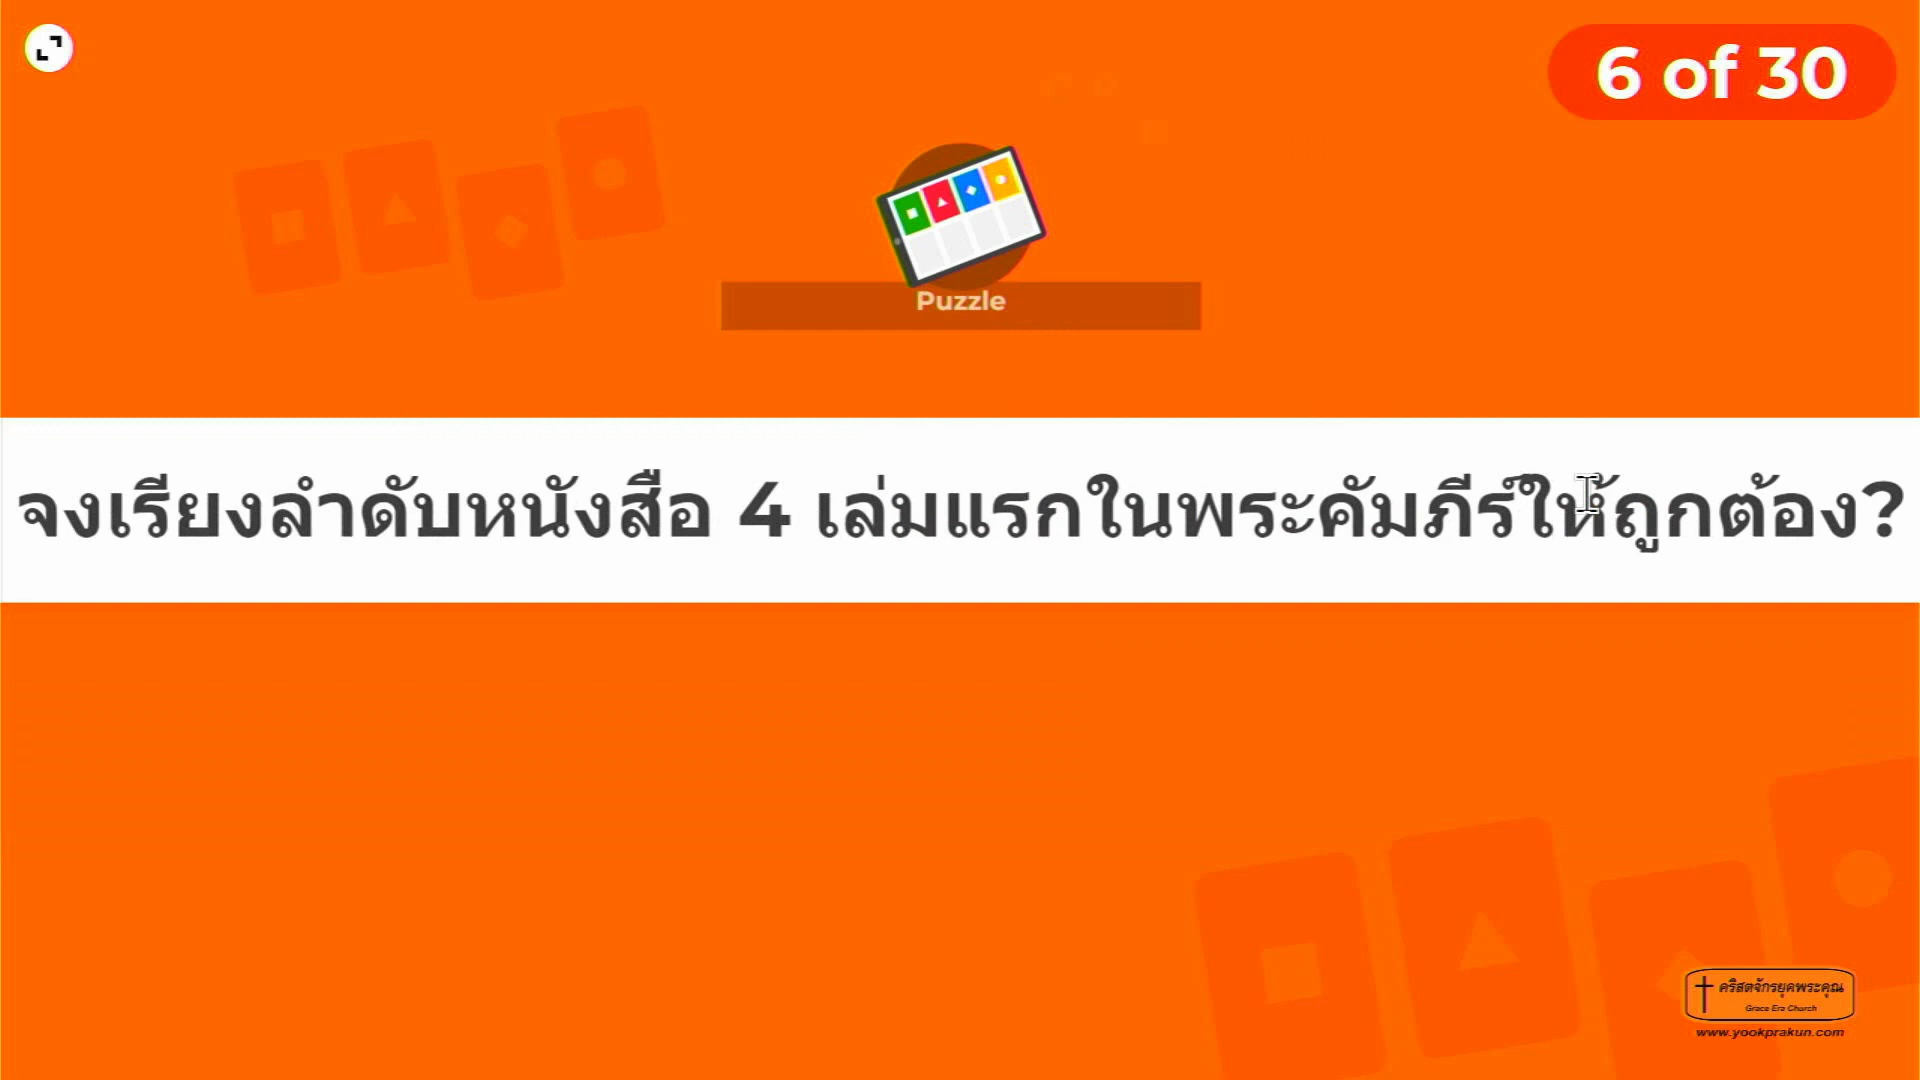 6 of 30
Puzzle
จงเรียงลำดับหนังสือ 4 เล่มแรกในพระคัมภีร์ให้ถูกต้อง?
คริสตจักรยุคพระคุณ
Grace Era Church
www.yookprakun.com